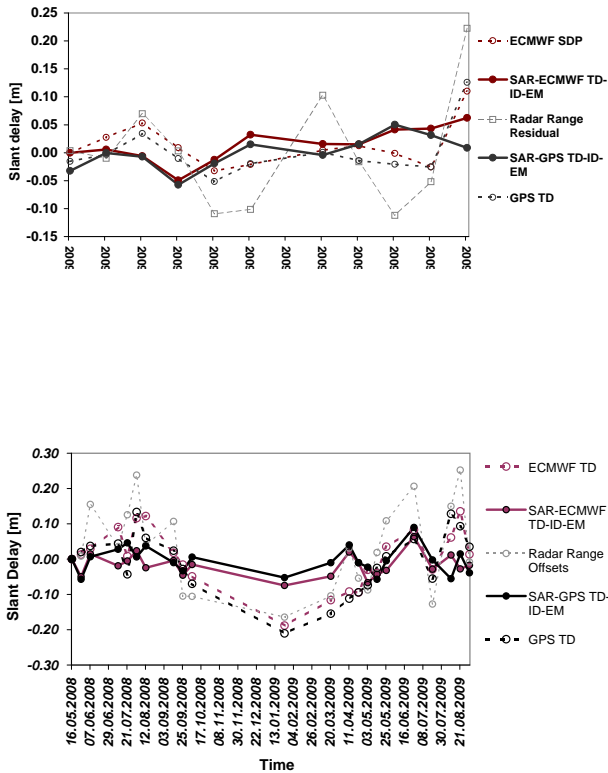 0.25
0.20
0.15
0.10
0.05
0.00
-0.05
-0.10
-0.15
Slant delay [m]
ECMWF SDP
SAR-ECMWF TD-
ID-EM
Radar Range
Residual
SAR-GPS TD-ID-
EM
GPS TD
0.30
0.20
0.10
0.00
-0.10
-0.20
-0.30
Slant Delay [m]
16.05.2008
07.06.2008
29.06.2008
21.07.2008
12.08.2008
03.09.2008
25.09.2008
17.10.2008
08.11.2008
30.11.2008
22.12.2008
13.01.2009
04.02.2009
26.02.2009
20.03.2009
11.04.2009
03.05.2009
25.05.2009
16.06.2009
08.07.2009
30.07.2009
21.08.2009
Time
ECMWF TD
SAR-ECMWF
TD-ID-EM
Radar Range
Offsets
SAR-GPS TD-
ID-EM
GPS TD